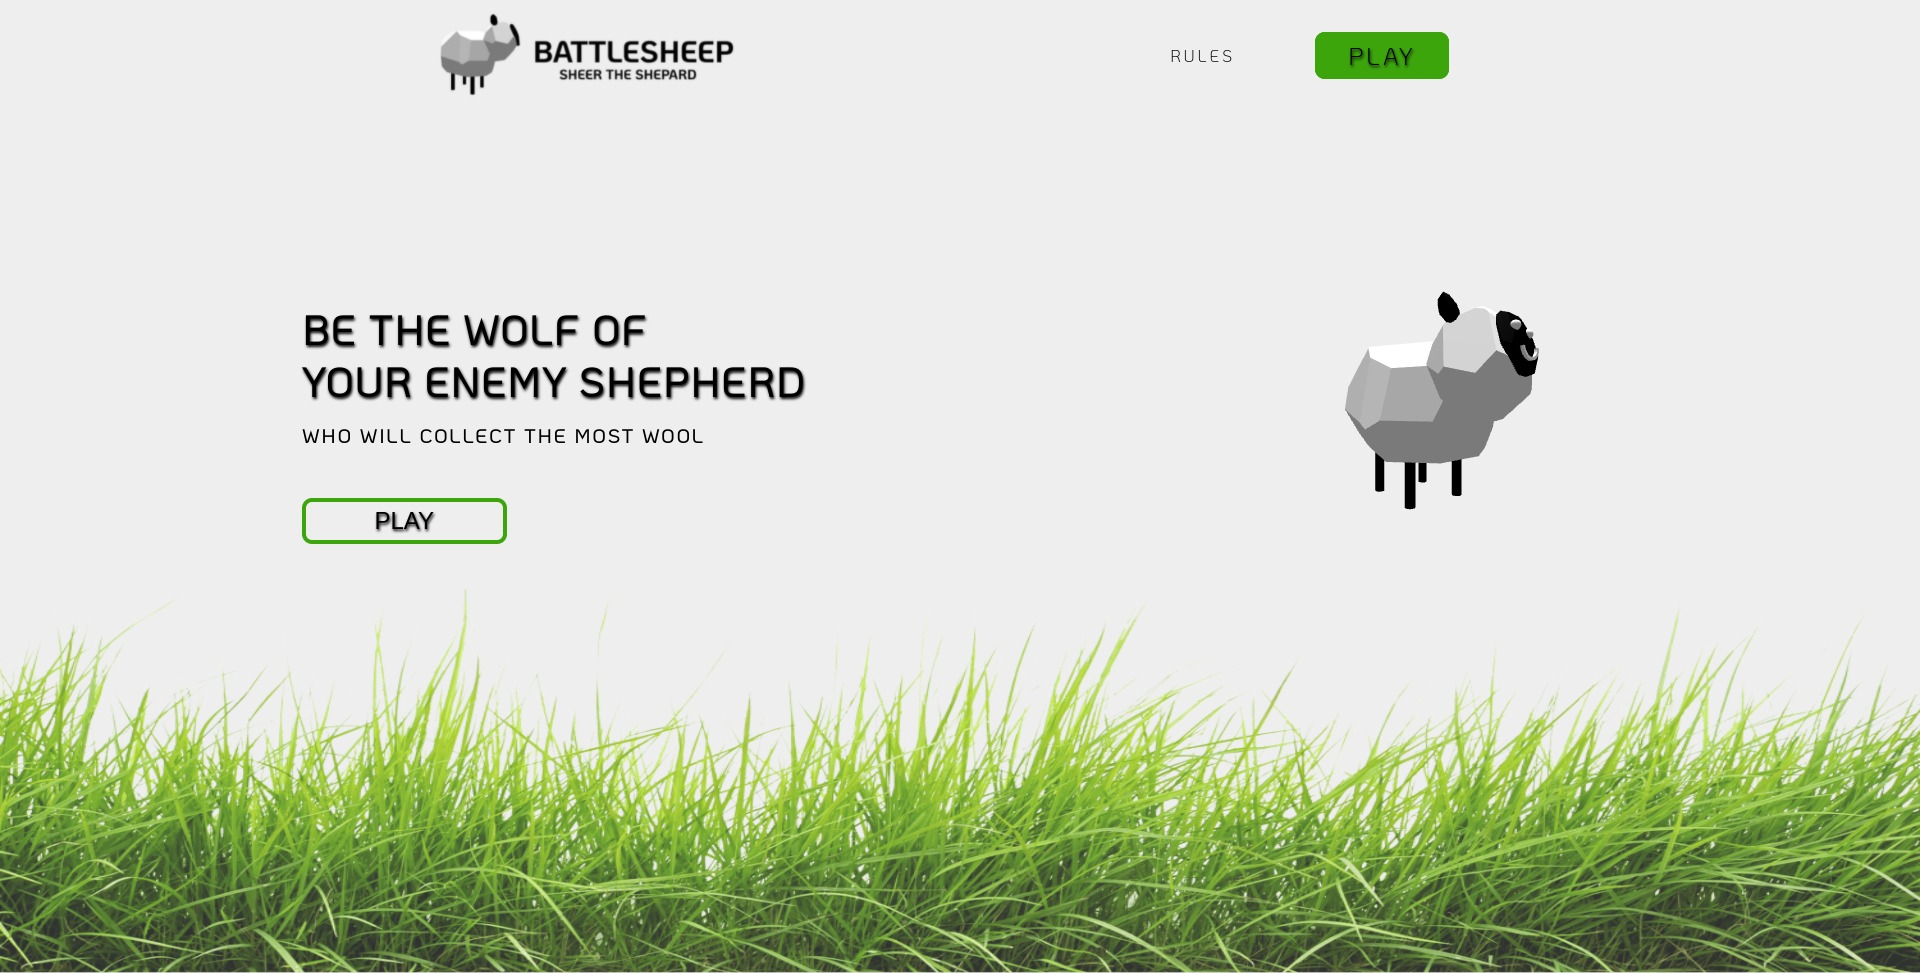 BATTLESHEEP
SHEER THE SHEPARD
RULES
PLAY
BE THE WOLF OF
YOUR ENEMY SHEPHERD
WHO WILL COLLECT THE MOST WOOL
PLAY